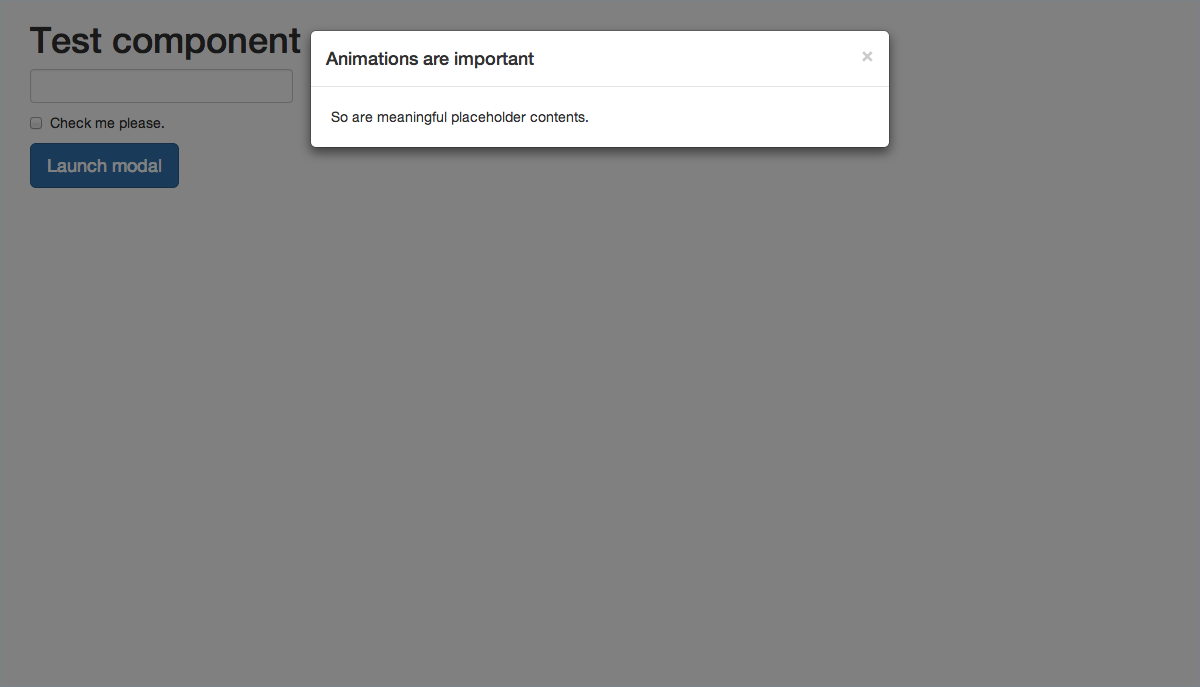 Test component
Check me please.
Launch modal
Animations are important
×
So are meaningful placeholder contents.